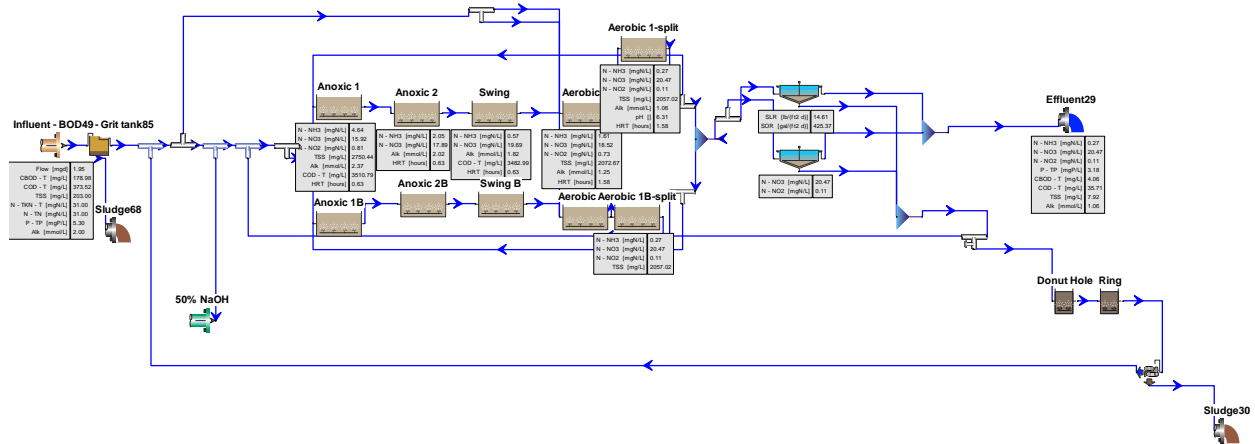 Aerobic 1-split
N - NH3 [mgN/L] 0.27
N - NO3 [mgN/L] 20.47
N - NO2 [mgN/L] 0.11
TSS [mg/L] 2057.02
Alk [mmol/L] 1.06
pH [] 6.31
HRT [hours] 1.58
Anoxic 1
Anoxic 2
Swing
Aerobic
N - NH3 [mgN/L] 4.64
N - NO3 [mgN/L] 15.92
N - NO2 [mgN/L] 0.81
TSS [mg/L] 2750.44
Alk [mmol/L] 2.37
COD - T [mg/L] 3510.79
HRT [hours] 0.63
N - NH3 [mgN/L] 2.05
N - NO3 [mgN/L] 17.89
Alk [mmol/L] 2.02
HRT [hours] 0.63
N - NH3 [mgN/L] 0.57
N - NO3 [mgN/L] 19.69
Alk [mmol/L] 1.82
COD - T [mg/L] 3482.99
HRT [hours] 0.63
N - NH3 [mgN/L] 1.61
N - NO3 [mgN/L] 18.52
N - NO2 [mgN/L] 0.73
TSS [mg/L] 2072.67
Alk [mmol/L] 1.25
HRT [hours] 1.58
SLR [lb/(ft2 d)] 14.61
SOR [gal/(ft2 d)] 425.37
N - NO3 [mgN/L] 20.47
N - NO2 [mgN/L] 0.11
Effluent29
N - NH3 [mgN/L] 0.27
N - NO3 [mgN/L] 20.47
N - NO2 [mgN/L] 0.11
P - TP [mgP/L] 3.18
CBOD - T [mg/L] 4.06
COD - T [mg/L] 35.71
TSS [mg/L] 7.92
Alk [mmol/L] 1.06
Influent - BOD49 - Grit tank85
Flow [mgd] 1.95
CBOD - T [mg/L] 178.98
COD - T [mg/L] 373.52
TSS [mg/L] 203.00
N - TKN - T [mg/L] 31.00
N - TN [mg/L] 31.00
P - TP [mgP/L] 5.30
Alk [mmol/L] 2.00
Sludge68
Anoxic 1B
Anoxic 2B
Swing B
Aerobic
Aerobic 1B-split
N - NH3 [mgN/L] 0.27
N - NO3 [mgN/L] 20.47
N - NO2 [mgN/L] 0.11
TSS [mg/L] 2057.02
50% NaOH
Donut Hole
Ring
Sludge30